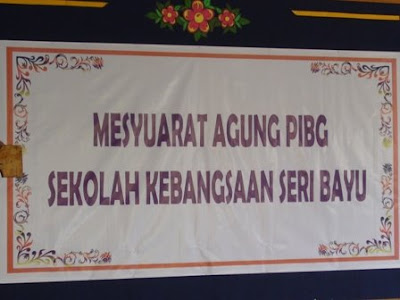 MESYUARAT AGUNG PIBG
SEKOLAH KEBANGSAAN SERI BAYU